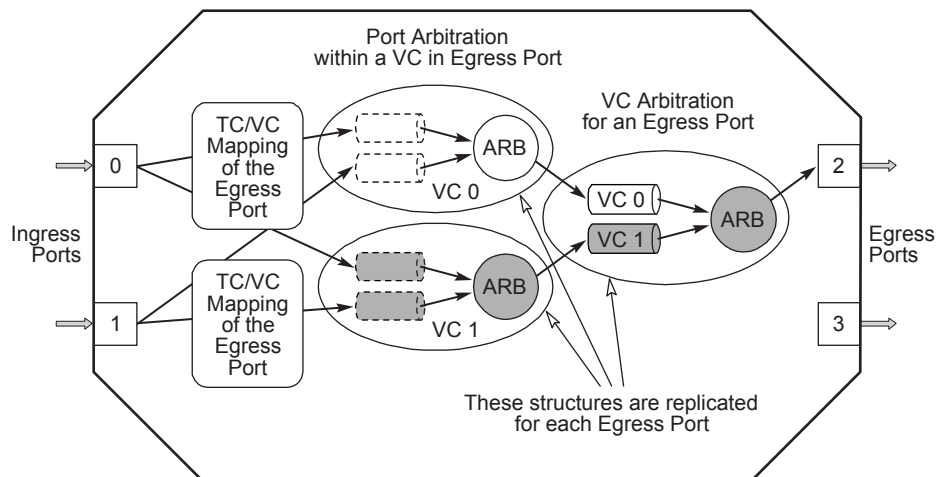 Port Arbitration
within a VC in Egress Port
VC Arbitration
for an Egress Port
TC/VC
Mapping
of the
Egress
Port
ARB
VC 0
0
2
VC 0
ARB
VC 1
Ingress
Ports
Egress
Ports
TC/VC
Mapping
of the
Egress
Port
ARB
VC 1
1
3
These structures are replicated
for each Egress Port